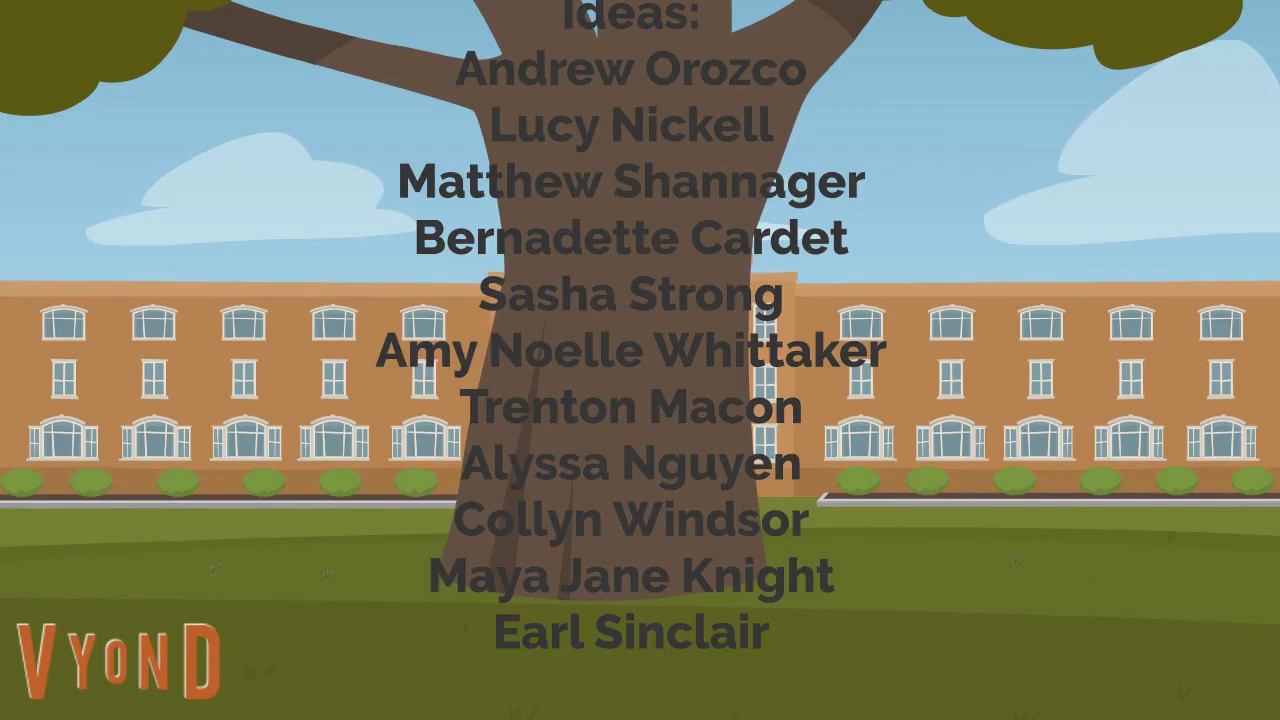 Ideas:
Andrew Orozco
Lucy Nickell
Matthew Shannager
Bernadette Cardet
Sasha Strong
Amy Noelle Whittaker
Trenton Macon
Alyssa Nguyen
Collyn Windsor
Maya Jane Knight
Earl Sinclair
VYOND